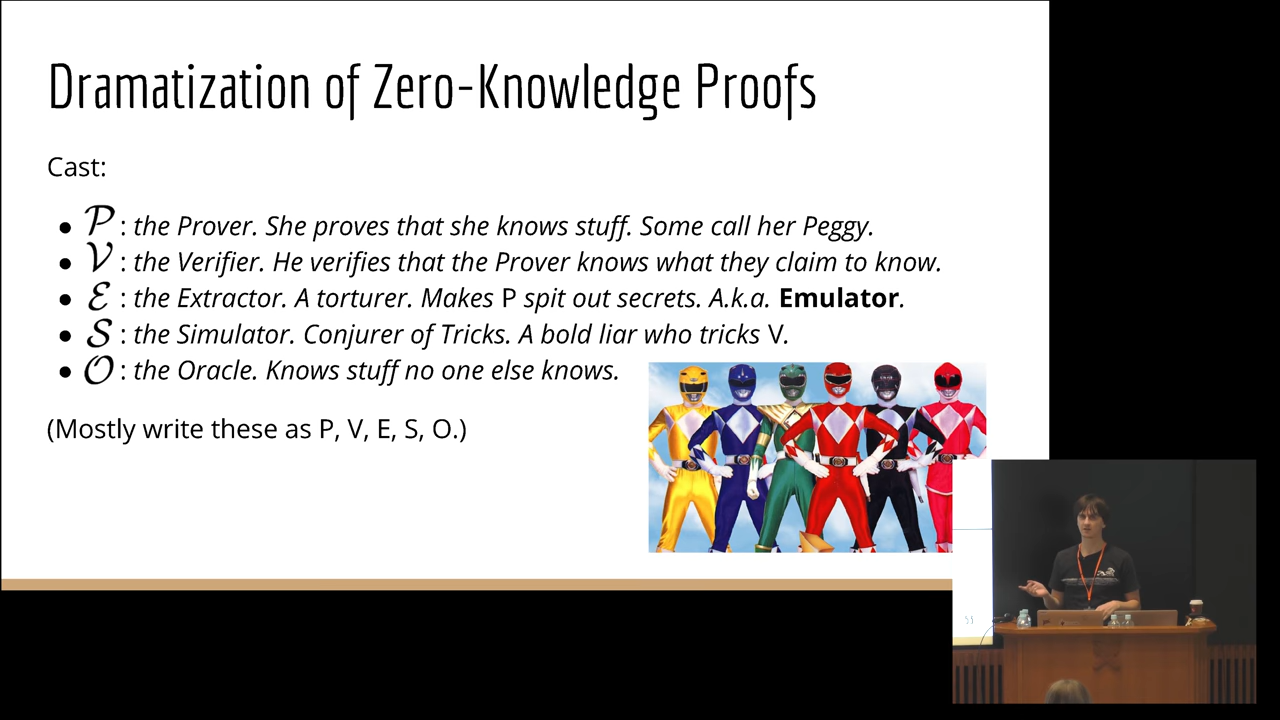 Dramatization of Zero-Knowledge Proofs
Cast:
● 𝒫 : the Prover. She proves that she knows stuff. Some call her Peggy.
● 𝒱 : the Verifier. He verifies that the Prover knows what they claim to know.
● ℰ : the Extractor. A torturer. Makes P spit out secrets. A.k.a. Emulator.
● 𝒮 : the Simulator. Conjurer of Tricks. A bold liar who tricks V.
● 𝒪 : the Oracle. Knows stuff no one else knows.
(Mostly write these as P, V, E, S, O.)